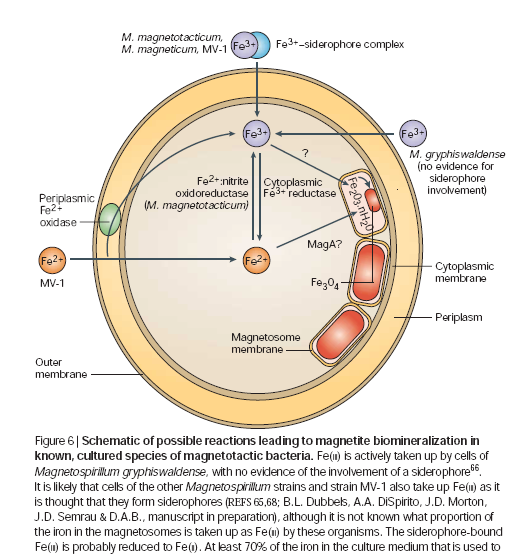 M. magnetotacticum,
M. magneticum, MV-1
Fe3+
Fe3+–siderophore complex
Fe3+
Fe3+
M. gryphiswaldense
(no evidence for
siderophore
involvement)
?
Fe2+:nitrite
oxidoreductase
(M. magnetotacticum)
Cytoplasmic
Fe3+ reductase
Fe2O3.nH2O
Periplasmic
Fe2+
oxidase
MagA?
Fe2+
MV-1
Fe2+
Fe3O4
Cytoplasmic
membrane
Periplasm
Magnetosome
membrane
Outer
membrane
Figure 6 | Schematic of possible reactions leading to magnetite biomineralization in
known, cultured species of magnetotactic bacteria. Fe(III) is actively taken up by cells of
Magnetospirillum gryphiswaldense, with no evidence of the involvement of a siderophore66.
It is likely that cells of the other Magnetospirillum strains and strain MV-1 also take up Fe(III) as it
is thought that they form siderophores (REFS 65,68; B.L. Dubbels, A.A. DiSpirito, J.D. Morton,
J.D. Semrau & D.A.B., manuscript in preparation), although it is not known what proportion of
the iron in the magnetosomes is taken up as Fe(III) by these organisms. The siderophore-bound
Fe(III) is probably reduced to Fe(II). At least 70% of the iron in the culture medium that is used to